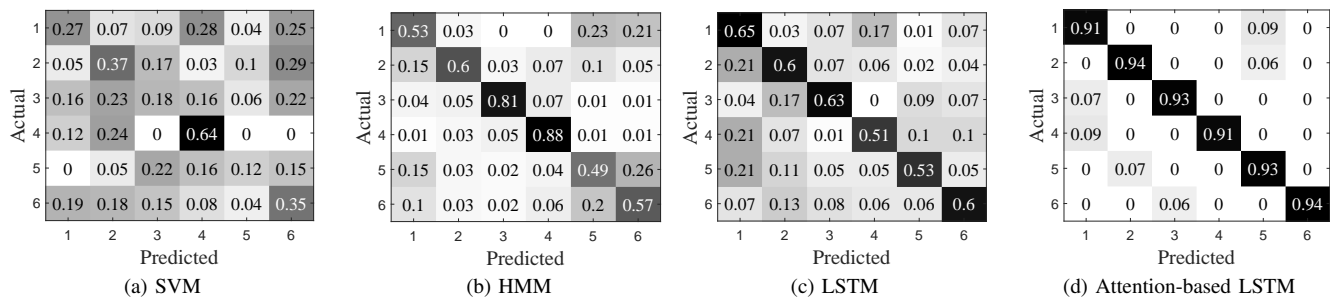 Actual
1 0.27 0.07 0.09 0.28 0.04 0.25
2 0.05 0.37 0.17 0.03 0.1 0.29
3 0.16 0.23 0.18 0.16 0.06 0.22
4 0.12 0.24 0 0.64 0 0
5 0 0.05 0.22 0.16 0.12 0.15
6 0.19 0.18 0.15 0.08 0.04 0.35
1 2 3 4 5 6
Predicted
(a) SVM
Actual
1 0.53 0.03 0 0 0.23 0.21
2 0.15 0.6 0.03 0.07 0.1 0.05
3 0.04 0.05 0.81 0.07 0.01 0.01
4 0.01 0.03 0.05 0.88 0.01 0.01
5 0.15 0.03 0.02 0.04 0.49 0.26
6 0.1 0.03 0.02 0.06 0.2 0.57
1 2 3 4 5 6
Predicted
(b) HMM
Actual
1 0.65 0.03 0.07 0.17 0.01 0.07
2 0.21 0.6 0.07 0.06 0.02 0.04
3 0.04 0.17 0.63 0 0.09 0.07
4 0.21 0.07 0.01 0.51 0.1 0.1
5 0.21 0.11 0.05 0.05 0.53 0.05
6 0.07 0.13 0.08 0.06 0.06 0.6
1 2 3 4 5 6
Predicted
(c) LSTM
Actual
1 0.91 0 0 0 0.09 0
2 0 0.94 0 0 0.06 0
3 0.07 0 0.93 0 0 0
4 0.09 0 0 0.91 0 0
5 0 0.07 0 0 0.93 0
6 0 0 0.06 0 0 0.94
1 2 3 4 5 6
Predicted
(d) Attention-based LSTM